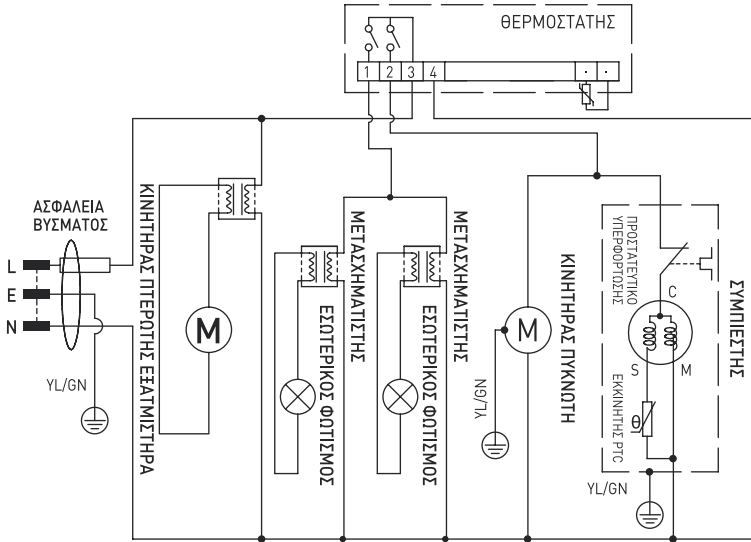 ΘΕΡΜΟΣΤΑΤΗΣ
1 2 3 4
ΑΣΦΑΛΕΙΑ
ΒΥΣΜΑΤΟΣ
L
E
N
YL/GN
ΚΙΝΗΤΗΡΑΣ ΠΤΕΡΩΤΗΣ ΕΞΑΤΜΙΣΤΗΡΑ
M
ΜΕΤΑΣΧΗΜΑΤΙΣΤΗΣ
ΕΣΩΤΕΡΙΚΟΣ ΦΩΤΙΣΜΟΣ
ΜΕΤΑΣΧΗΜΑΤΙΣΤΗΣ
ΕΣΩΤΕΡΙΚΟΣ ΦΩΤΙΣΜΟΣ
M
YL/GN
ΚΙΝΗΤΗΡΑΣ ΠΥΚΝΩΤΗ
ΠΡΟΣΤΑΤΕΥΤΙΚΟ
ΥΠΕΡΦΟΡΤΩΣΗΣ
C
S M
θ
ΕΚΚΙΝΗΤΗΣ PTC
ΣΥΜΠΙΕΣΤΗΣ
YL/GN